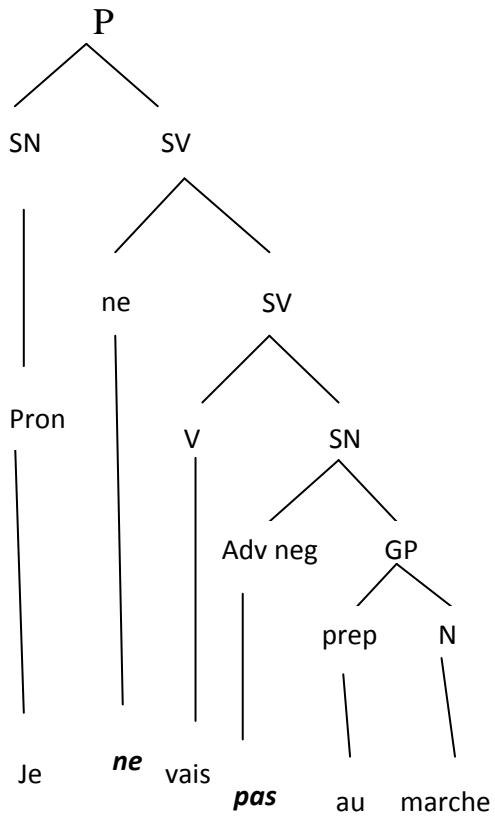 P
SN SV
ne SV
Pron
V SN
Adv neg GP
prep N
Je ne vais pas au marche